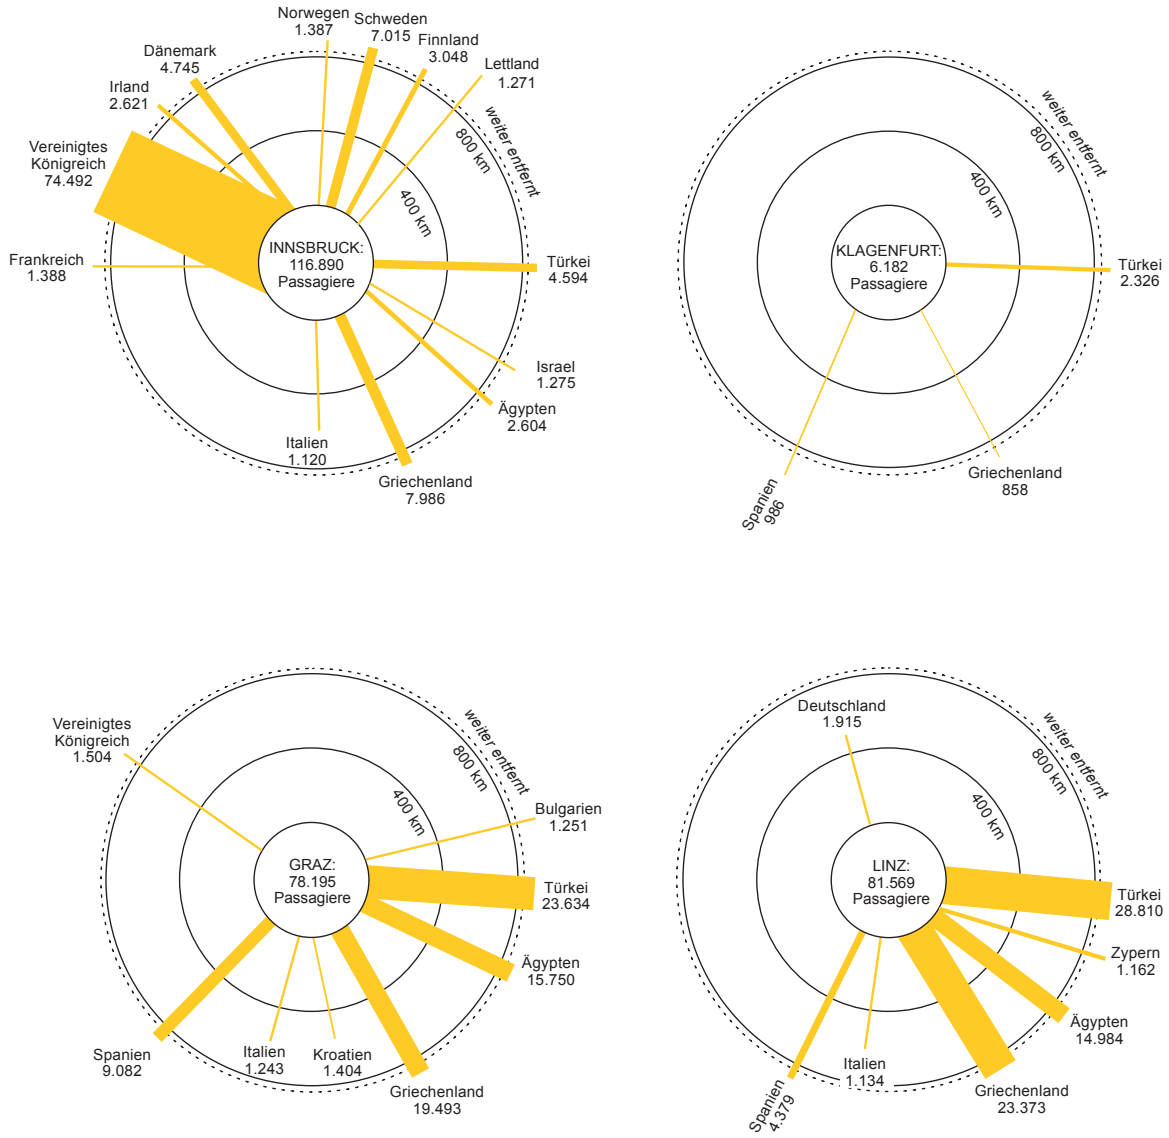 Norwegen
1.387
Schweden
7.015
Finnland
3.048
Lettland
1.271
Dänemark
4.745
Irland
2.621
Vereinigtes
Königreich
74.492
Frankreich
1.388
weiter entfernt
800 km
400 km
INNSBRUCK:
116.890
Passagiere
Türkei
4.594
Israel
1.275
Ägypten
2.604
Italien
1.120
Griechenland
7.986
weiter entfernt
800 km
400 km
KLAGENFURT:
6.182
Passagiere
Türkei
2.326
Griechenland
858
Spanien
986
Vereinigtes
Königreich
1.504
weiter entfernt
800 km
400 km
Bulgarien
1.251
GRAZ:
78.195
Passagiere
Türkei
23.634
Ägypten
15.750
Spanien
9.082
Italien
1.243
Kroatien
1.404
Griechenland
19.493
Deutschland
1.915
weiter entfernt
800 km
400 km
LINZ:
81.569
Passagiere
Türkei
28.810
Zypern
1.162
Ägypten
14.984
Italien
1.134
Spanien
4.379
Griechenland
23.373